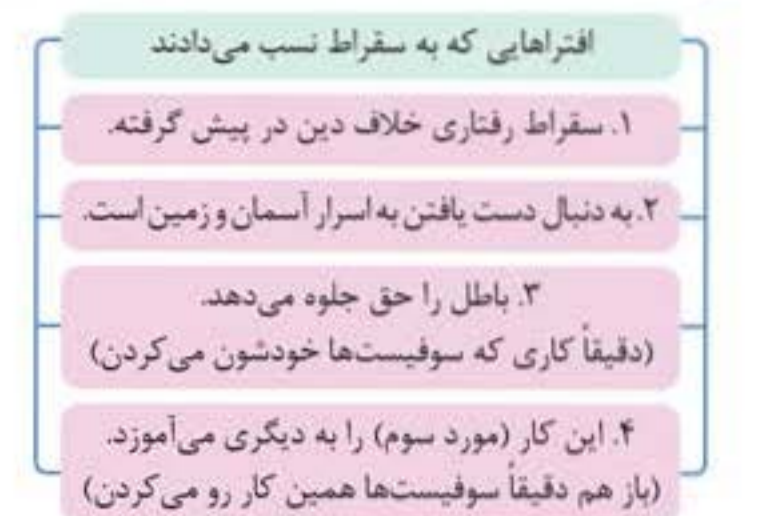 افتراهایی که به سقراط نسب می‌دادند
۱. سقراط رفتاری خلاف دین در پیش گرفته.
۲. به دنبال دست یافتن به اسرار آسمان و زمین است.
۳. باطل را حق جلوه می‌دهد.
(دقیقاً کاری که سوفیست‌ها خودشون می‌کردن)
۴. این کار (مورد سوم) را به دیگری می‌آموزد.
(باز هم دقیقاً سوفیست‌ها همین کار رو می‌کردن)